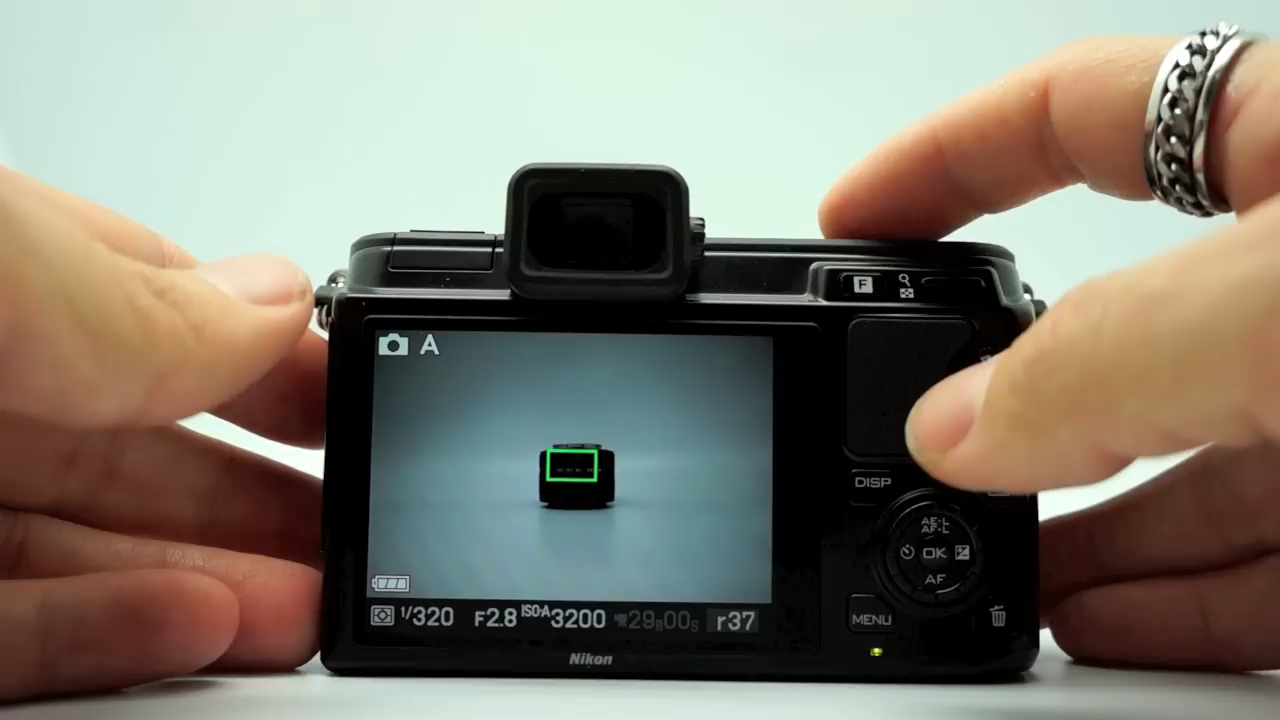 F
A
DISP
AE-L
AF-L
OK
AF
1/320 F2.8 ISO-A 3200 29m00s r37
MENU
Nikon